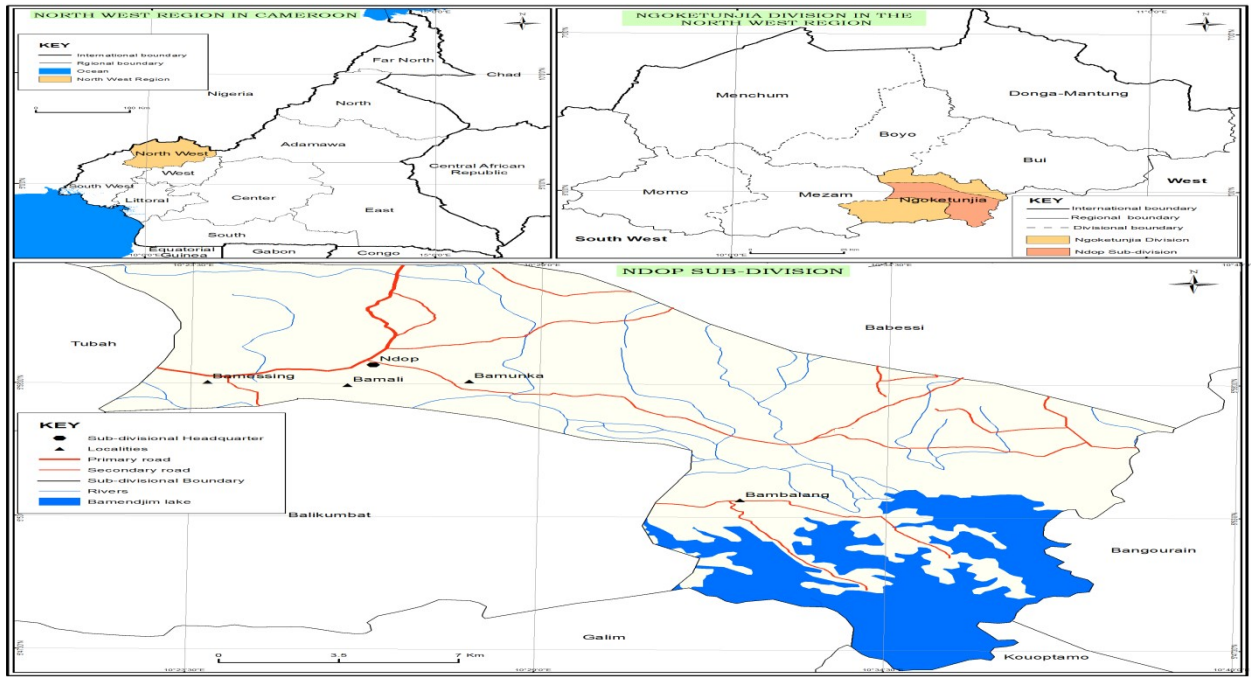 NORTH WEST REGION IN CAMEROON
N
KEY
International boundary
Rgional boundary
Ocean
North West Region
Far North
Chad
Nigeria
North
Adamawa
North West
Central African
Republic
West
South West
Littoral
Center
East
South
Equatorial
Guinea
Gabon
Congo
NGOKETUNJIA DIVISION IN THE
NORTH WEST REGION
N
Menchum
Donga-Mantung
Boyo
Bui
West
Momo
Mezam
Ngoketunjia
South West
KEY
International boundary
Regional boundary
Divisional boundary
Ngoketunjia Division
Ndop Sub-division
NDOP SUB-DIVISION
N
Tubah
Babessi
Ndop
Bamessing
Bamali
Bamunka
KEY
Sub-divisional Headquarter
Localities
Primary road
Secondary road
Sub-divisional Boundary
Rivers
Bamendjim lake
Bambalang
Balikumbat
Bangourain
Galim
Kouoptamo
0 3.5 7 Km